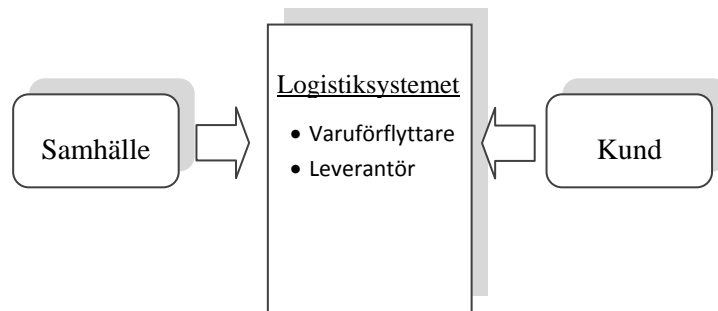 Logistiksystemet
• Varuförflyttare
• Leverantör
Samhälle
Kund